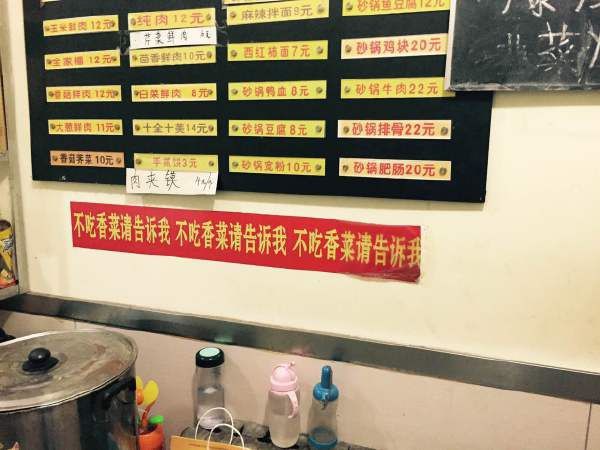 玉米鲜肉 12元
纯肉 12元
麻辣拌面 9元
砂锅鱼豆腐 12元
全家福 12元
茴香鲜肉 10元
西红柿面 7元
砂锅鸡块 20元
香菇鲜肉 12元
白菜鲜肉 8元
砂锅鸭血 8元
砂锅牛肉 22元
大葱鲜肉 11元
十全十美 14元
砂锅豆腐 8元
砂锅排骨 22元
香菇荠菜 10元
手菜饼 3元
砂锅宽粉 10元
砂锅肥肠 20元
肉夹馍
不吃香菜请告诉我 不吃香菜请告诉我 不吃香菜请告诉我